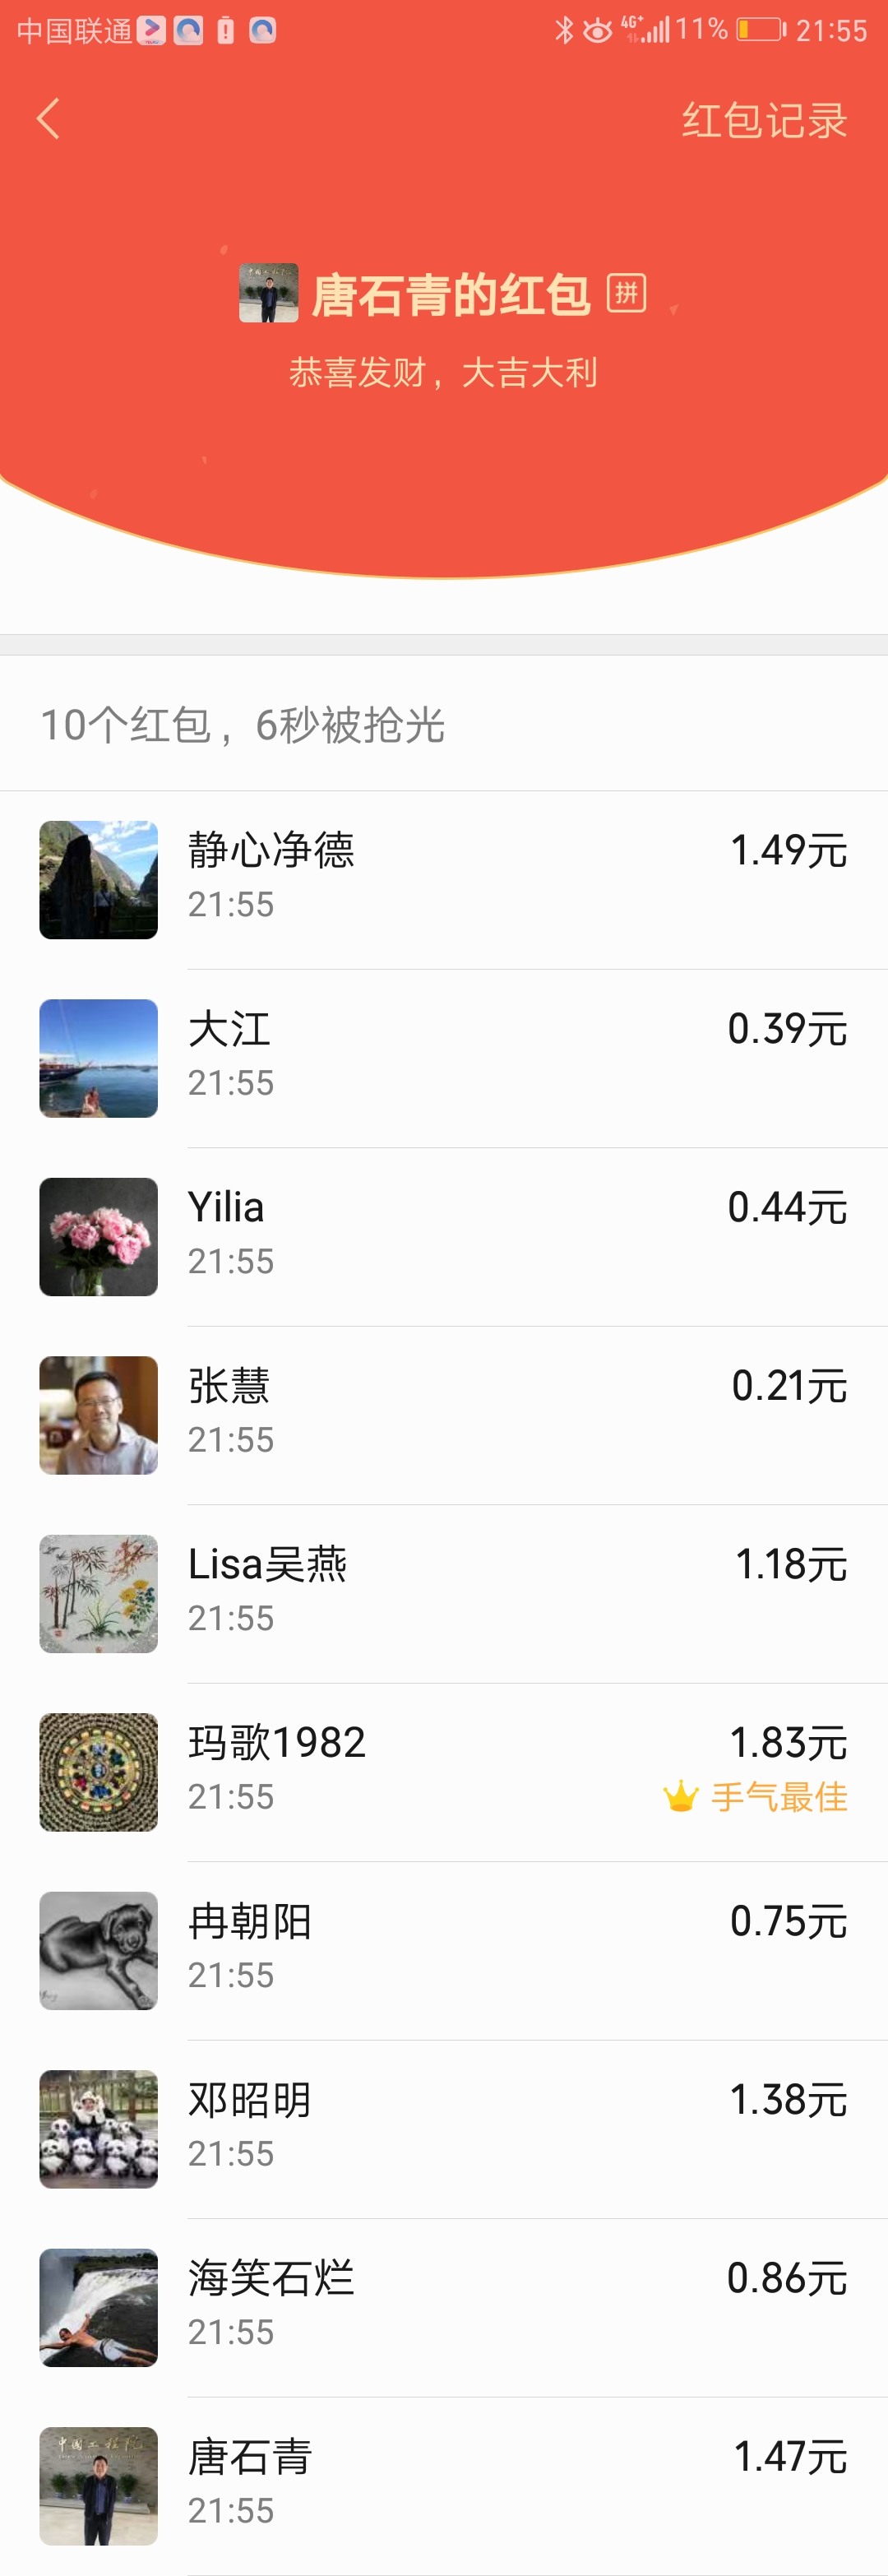 中国联通 4G+ 11% 21:55
红包记录
唐石青的红包 拼
恭喜发财，大吉大利
10个红包，6秒被抢光
静心净德 1.49元
21:55
大江 0.39元
21:55
Yilia 0.44元
21:55
张慧 0.21元
21:55
Lisa吴燕 1.18元
21:55
玛歌1982 1.83元
21:55 手气最佳
冉朝阳 0.75元
21:55
邓昭明 1.38元
21:55
海笑石烂 0.86元
21:55
中国工程院
唐石青 1.47元
21:55